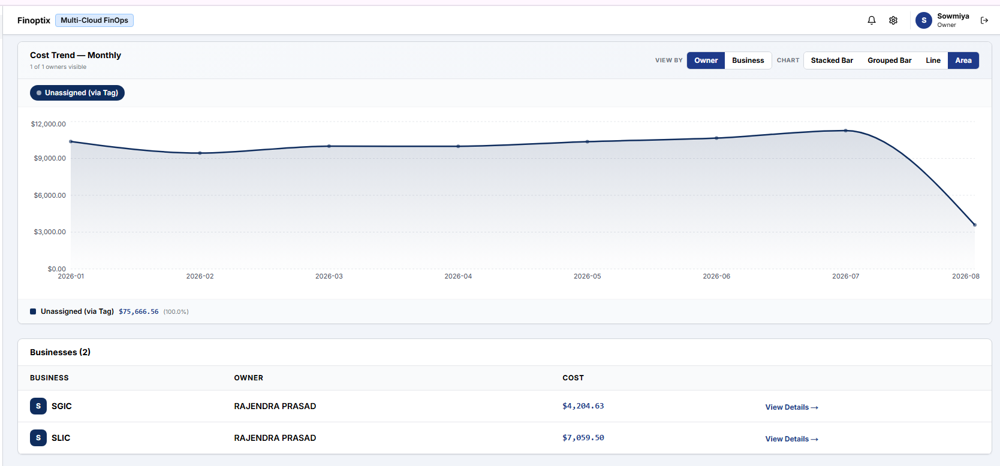 Finoptix Multi-Cloud FinOps
S Sowmiya
Owner
Cost Trend — Monthly
1 of 1 owners visible
VIEW BY Owner Business CHART Stacked Bar Grouped Bar Line Area
Unassigned (via Tag)
$12,000.00
$9,000.00
$6,000.00
$3,000.00
$0.00
2026-01 2026-02 2026-03 2026-04 2026-05 2026-06 2026-07 2026-08
Unassigned (via Tag) $75,666.56 (100.0%)
Businesses (2)
BUSINESS OWNER COST
S SGIC RAJENDRA PRASAD $4,204.63 View Details →
S SLIC RAJENDRA PRASAD $7,059.50 View Details →